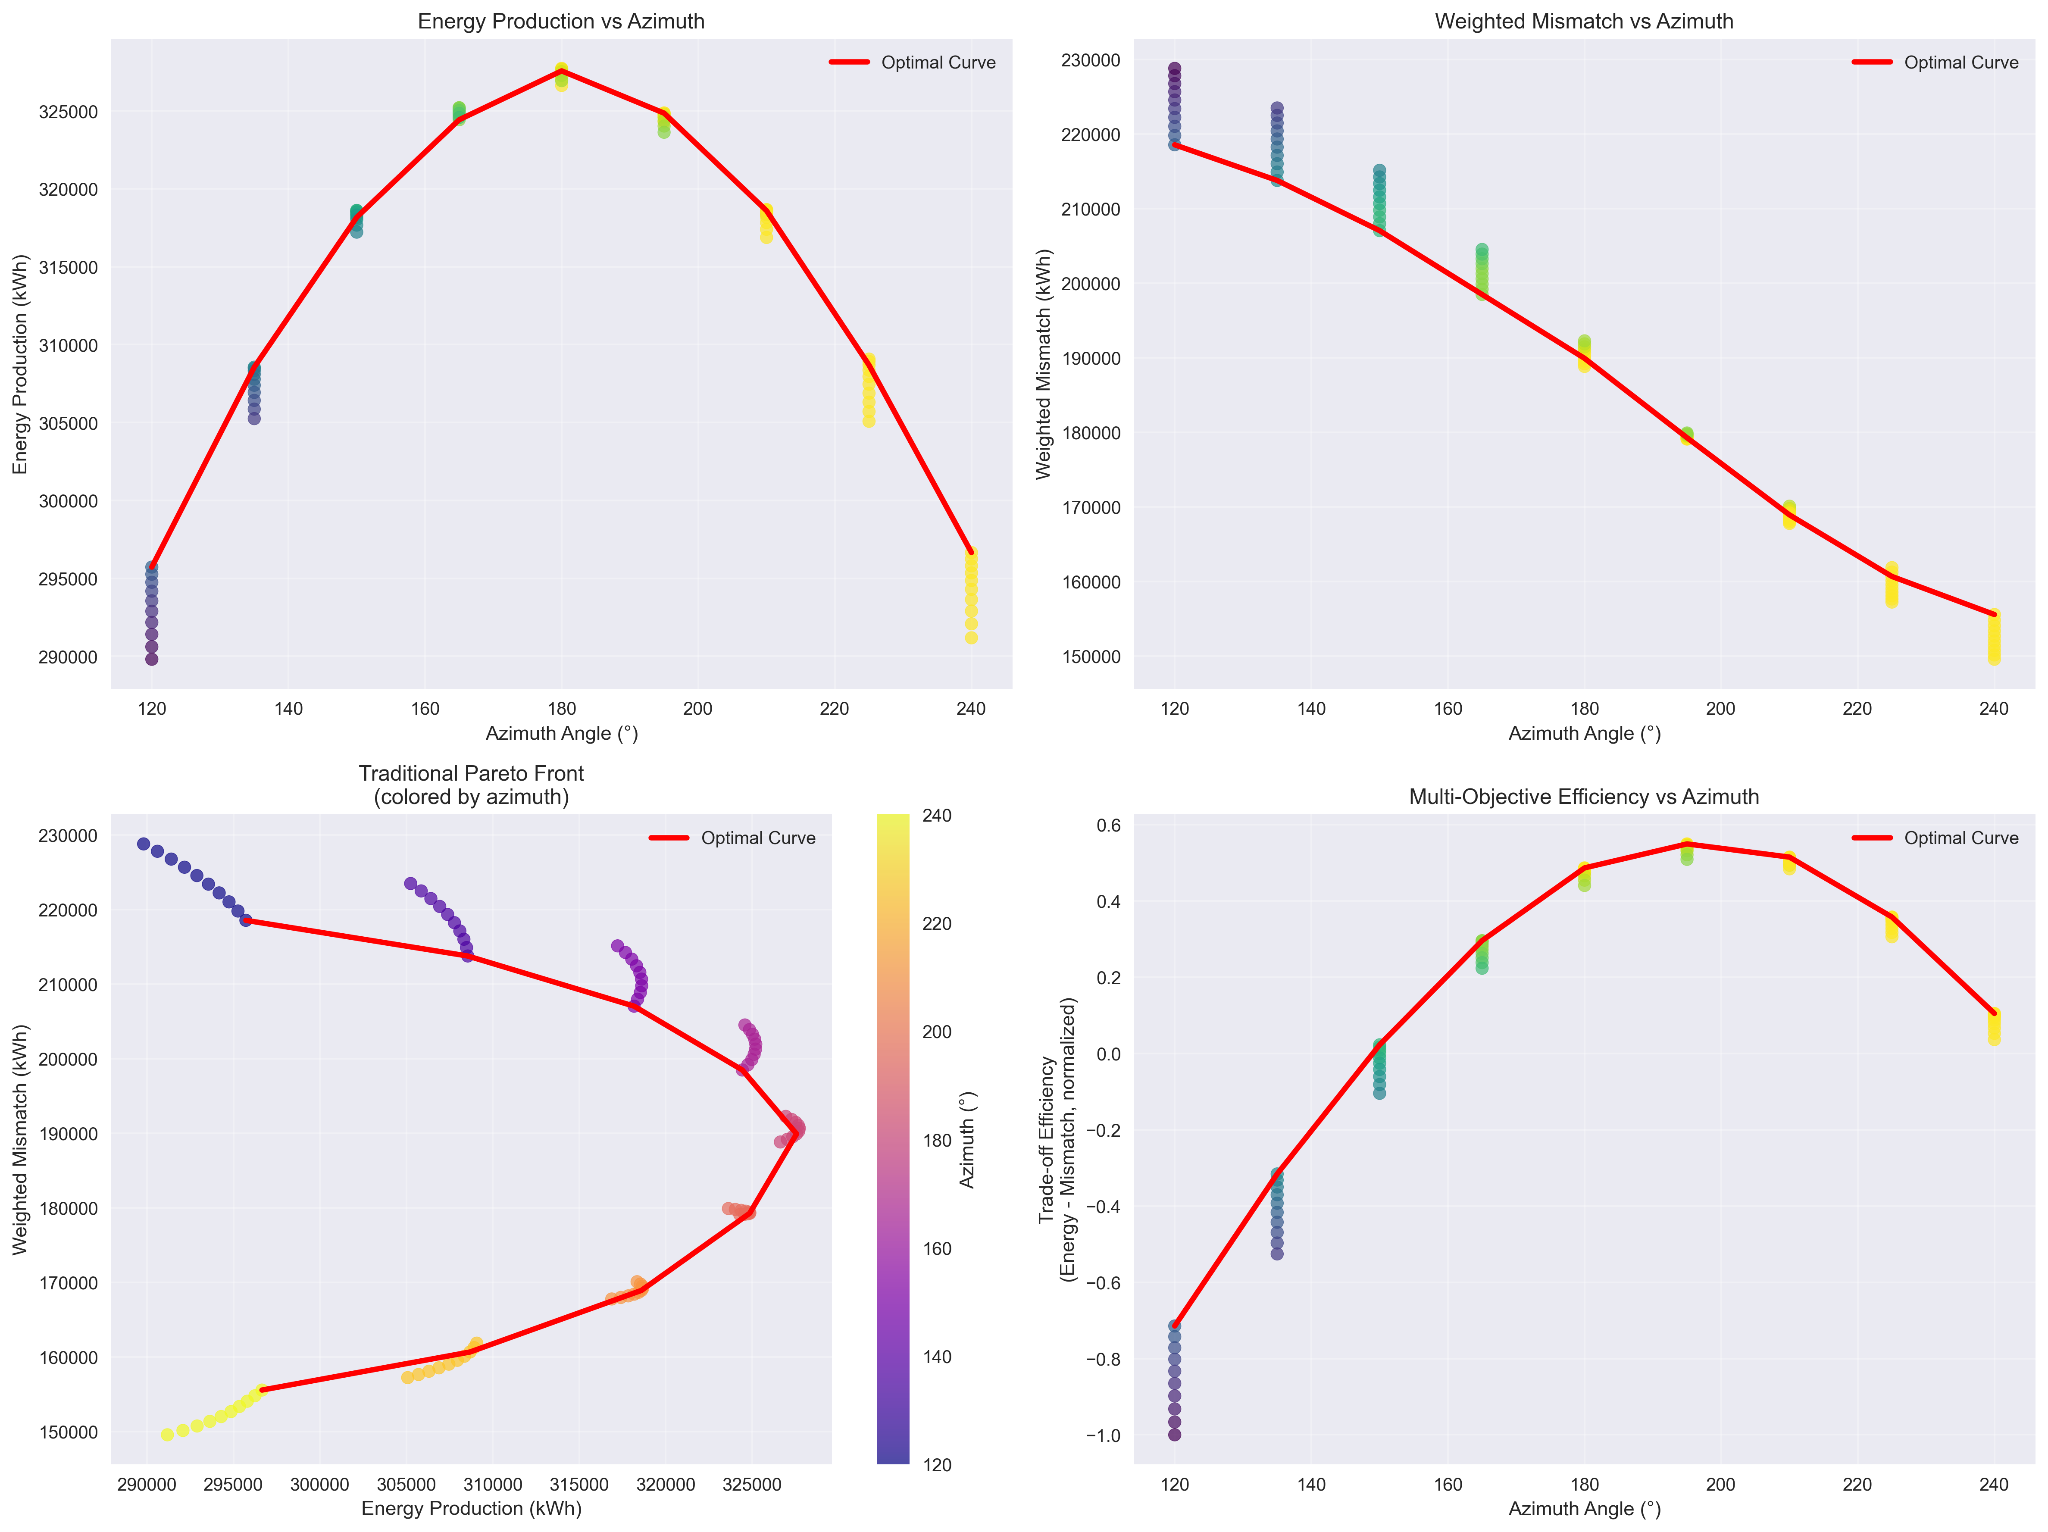 Energy Production vs Azimuth
Optimal Curve
Energy Production (kWh)
325000
320000
315000
310000
305000
300000
295000
290000
120 140 160 180 200 220 240
Azimuth Angle (°)
Weighted Mismatch vs Azimuth
Optimal Curve
Weighted Mismatch (kWh)
230000
220000
210000
200000
190000
180000
170000
160000
150000
120 140 160 180 200 220 240
Azimuth Angle (°)
Traditional Pareto Front
(colored by azimuth)
Optimal Curve
Weighted Mismatch (kWh)
230000
220000
210000
200000
190000
180000
170000
160000
150000
290000 295000 300000 305000 310000 315000 320000 325000
Energy Production (kWh)
240
220
200
180
160
140
120
Azimuth (°)
Multi-Objective Efficiency vs Azimuth
Optimal Curve
Trade-off Efficiency
(Energy - Mismatch, normalized)
0.6
0.4
0.2
0.0
−0.2
−0.4
−0.6
−0.8
−1.0
120 140 160 180 200 220 240
Azimuth Angle (°)